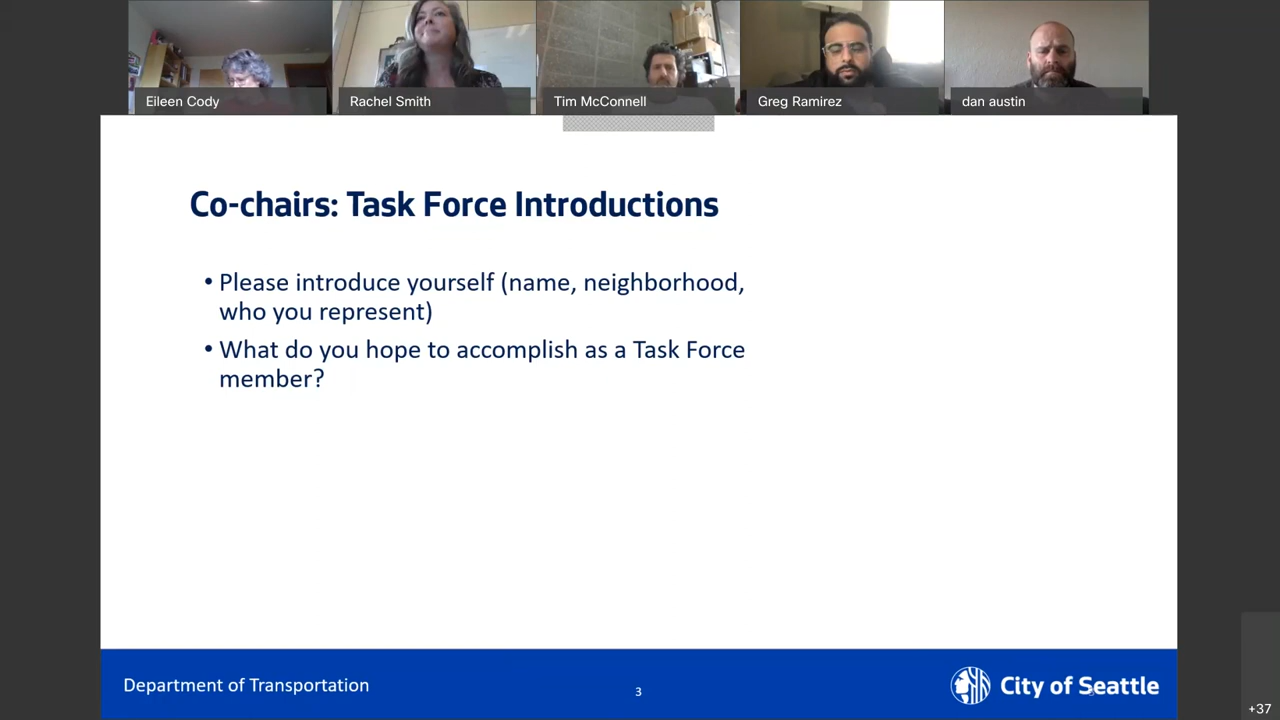 Eileen Cody
Rachel Smith
Tim McConnell
Greg Ramirez
dan austin
Co-chairs: Task Force Introductions
• Please introduce yourself (name, neighborhood,
who you represent)
• What do you hope to accomplish as a Task Force
member?
Department of Transportation
3
City of Seattle
+37